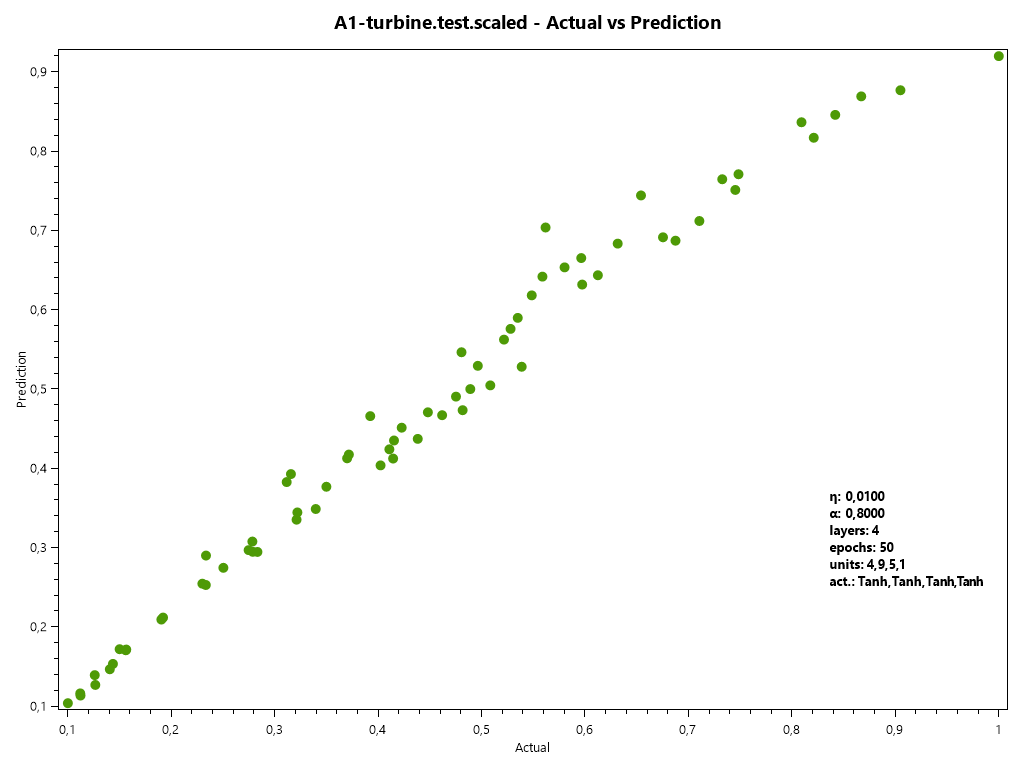 A1-turbine.test.scaled - Actual vs Prediction
0,9
0,8
0,7
0,6
0,5
0,4
0,3
0,2
0,1
Prediction
η: 0,0100
α: 0,8000
layers: 4
epochs: 50
units: 4,9,5,1
act.: Tanh,Tanh,Tanh,Tanh
0,1 0,2 0,3 0,4 0,5 0,6 0,7 0,8 0,9 1
Actual